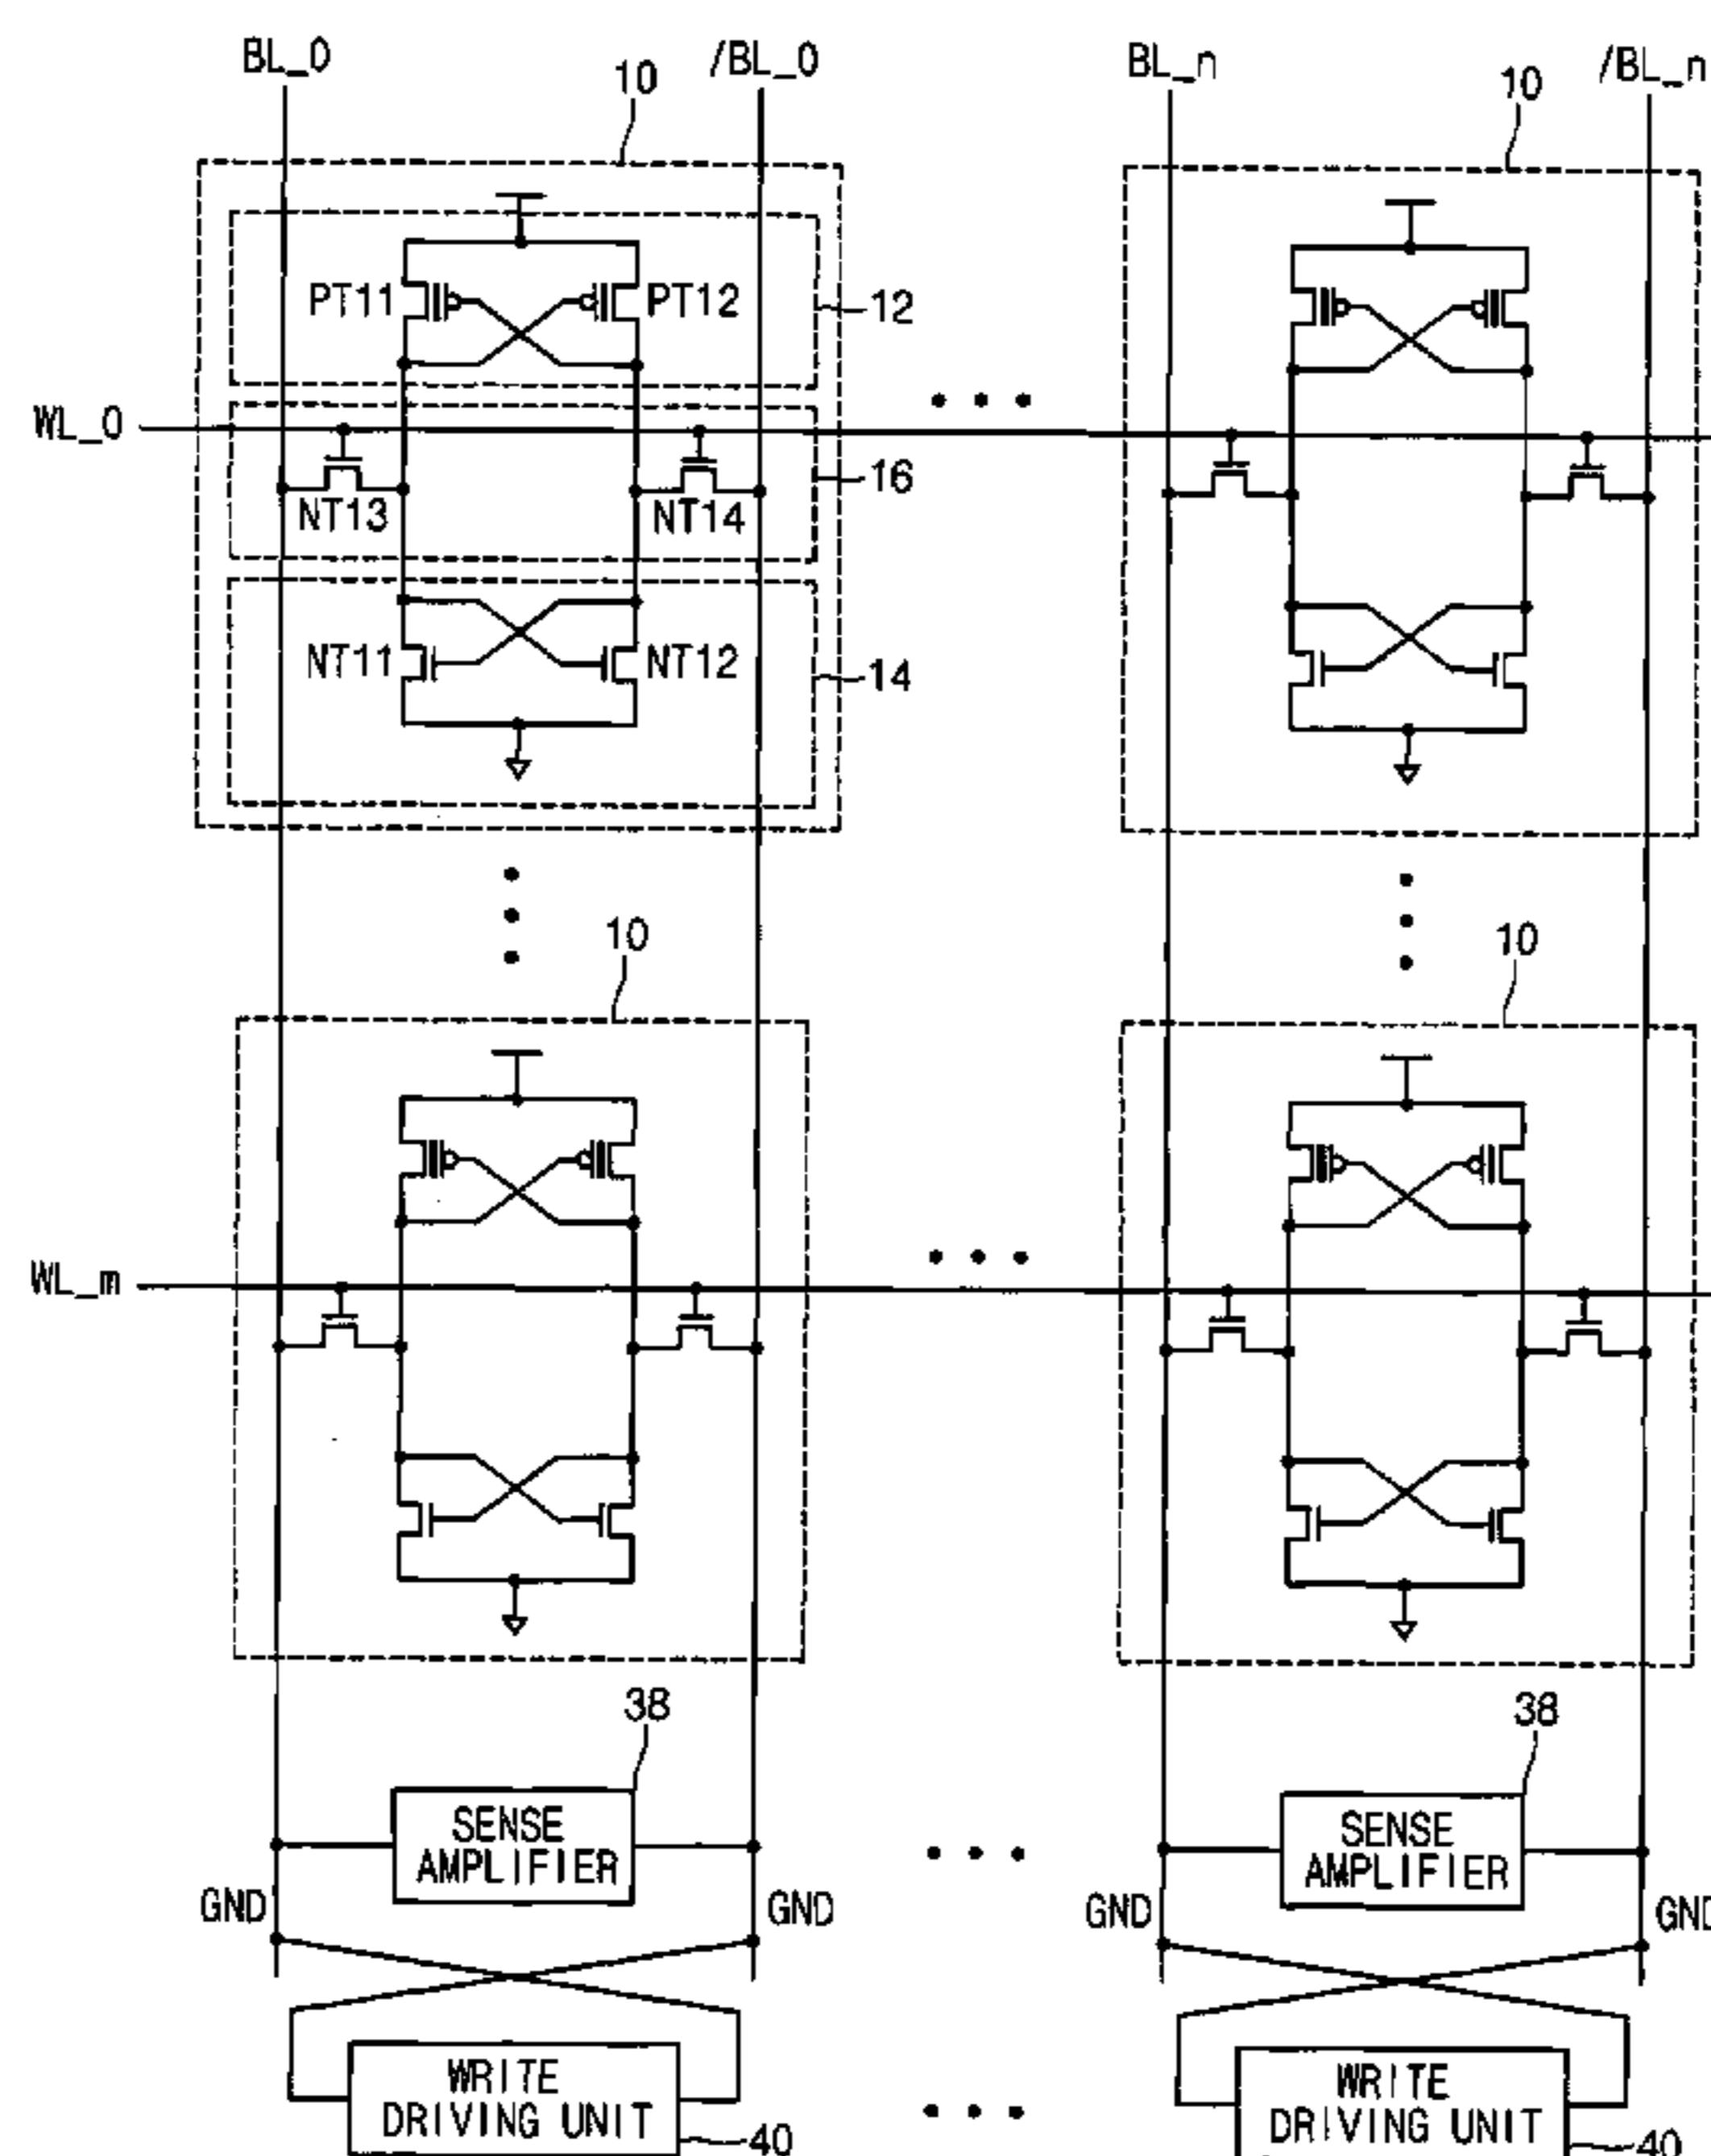 BL_0
/BL_0
BL_n
/BL_n
10
10
PT11
PT12
12
WL_0
16
NT13
NT14
NT11
NT12
14
10
10
WL_m
38
38
SENSE
AMPLIFIER
SENSE
AMPLIFIER
GND
GND
GND
GND
WRITE
DRIVING UNIT
WRITE
DRIVING UNIT
40
40